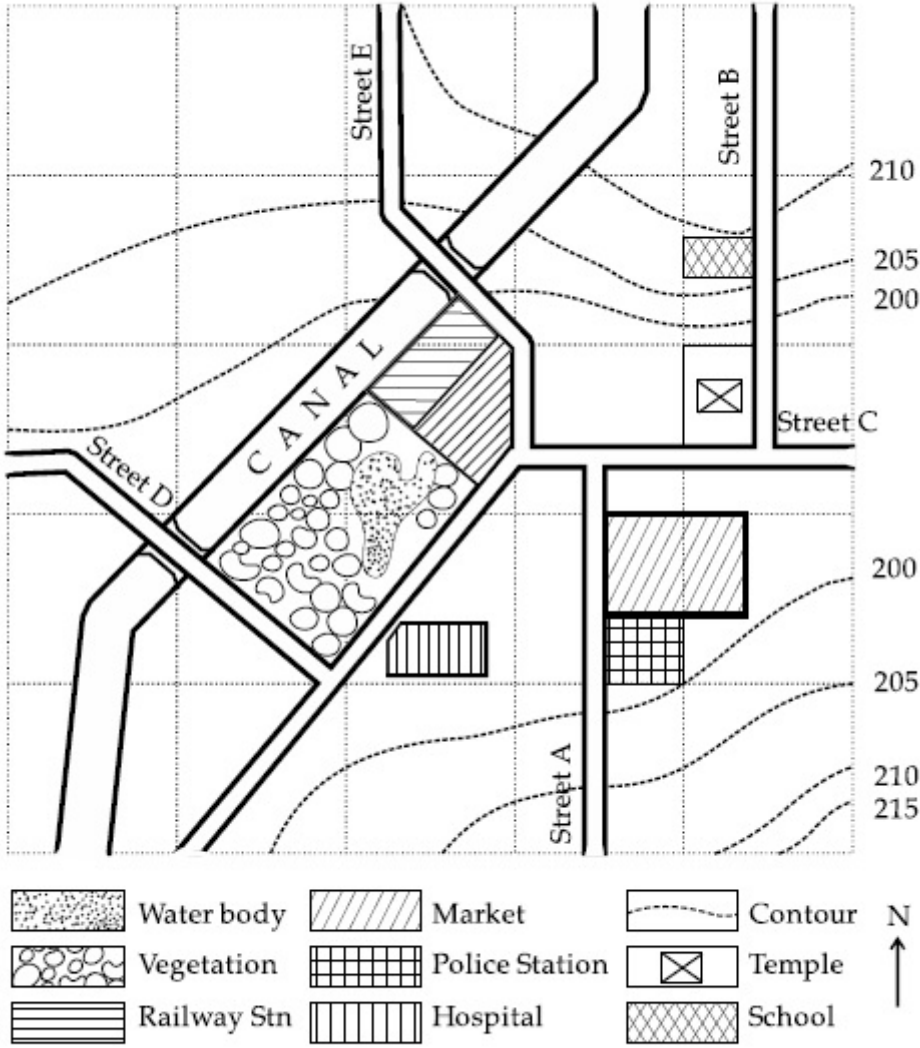 Street E
Street B
210
205
200
CANAL
Street C
Street D
200
205
210
215
Street A
Water body
Market
Contour
N
Vegetation
Police Station
Temple
Railway Stn
Hospital
School